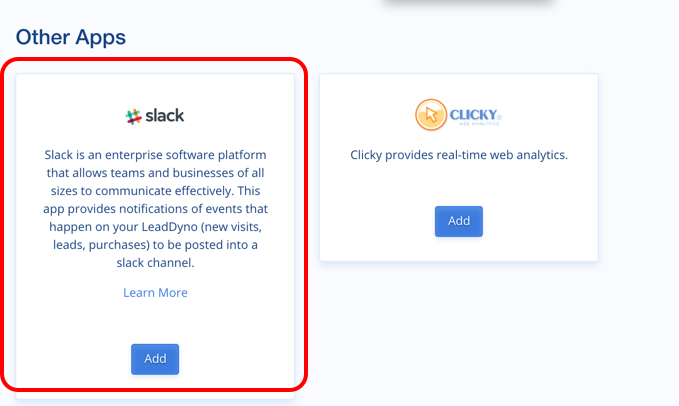 Other Apps
slack
Slack is an enterprise software platform
that allows teams and businesses of all
sizes to communicate effectively. This
app provides notifications of events that
happen on your LeadDyno (new visits,
leads, purchases) to be posted into a
slack channel.
Learn More
Add
CLICKY
WEB ANALYTICS
Clicky provides real-time web analytics.
Add